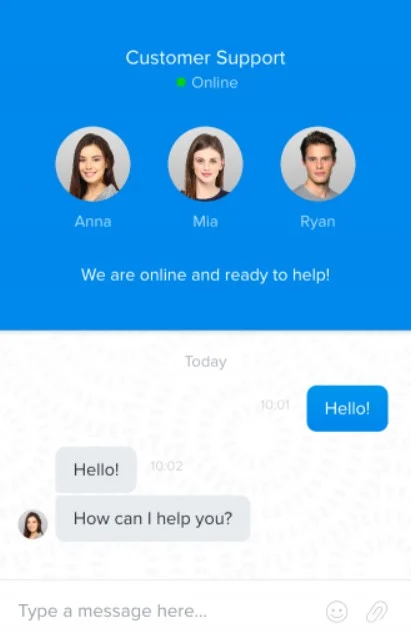 Customer Support
Online
Anna Mia Ryan
We are online and ready to help!
Today
10:01 Hello!
Hello! 10:02
How can I help you?
Type a message here...